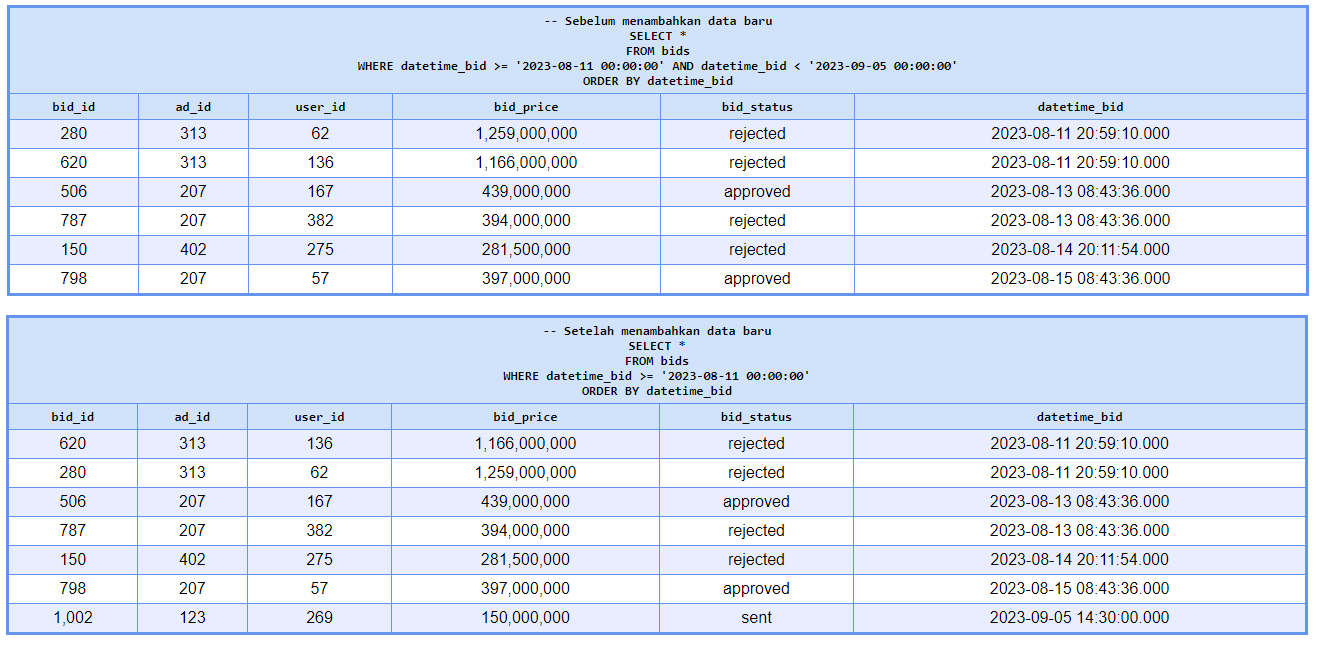 -- Sebelum menambahkan data baru
SELECT *
FROM bids
WHERE datetime_bid >= '2023-08-11 00:00:00' AND datetime_bid < '2023-09-05 00:00:00'
ORDER BY datetime_bid
bid_id ad_id user_id bid_price bid_status datetime_bid
280 313 62 1,259,000,000 rejected 2023-08-11 20:59:10.000
620 313 136 1,166,000,000 rejected 2023-08-11 20:59:10.000
506 207 167 439,000,000 approved 2023-08-13 08:43:36.000
787 207 382 394,000,000 rejected 2023-08-13 08:43:36.000
150 402 275 281,500,000 rejected 2023-08-14 20:11:54.000
798 207 57 397,000,000 approved 2023-08-15 08:43:36.000
-- Setelah menambahkan data baru
SELECT *
FROM bids
WHERE datetime_bid >= '2023-08-11 00:00:00'
ORDER BY datetime_bid
bid_id ad_id user_id bid_price bid_status datetime_bid
620 313 136 1,166,000,000 rejected 2023-08-11 20:59:10.000
280 313 62 1,259,000,000 rejected 2023-08-11 20:59:10.000
506 207 167 439,000,000 approved 2023-08-13 08:43:36.000
787 207 382 394,000,000 rejected 2023-08-13 08:43:36.000
150 402 275 281,500,000 rejected 2023-08-14 20:11:54.000
798 207 57 397,000,000 approved 2023-08-15 08:43:36.000
1,002 123 269 150,000,000 sent 2023-09-05 14:30:00.000